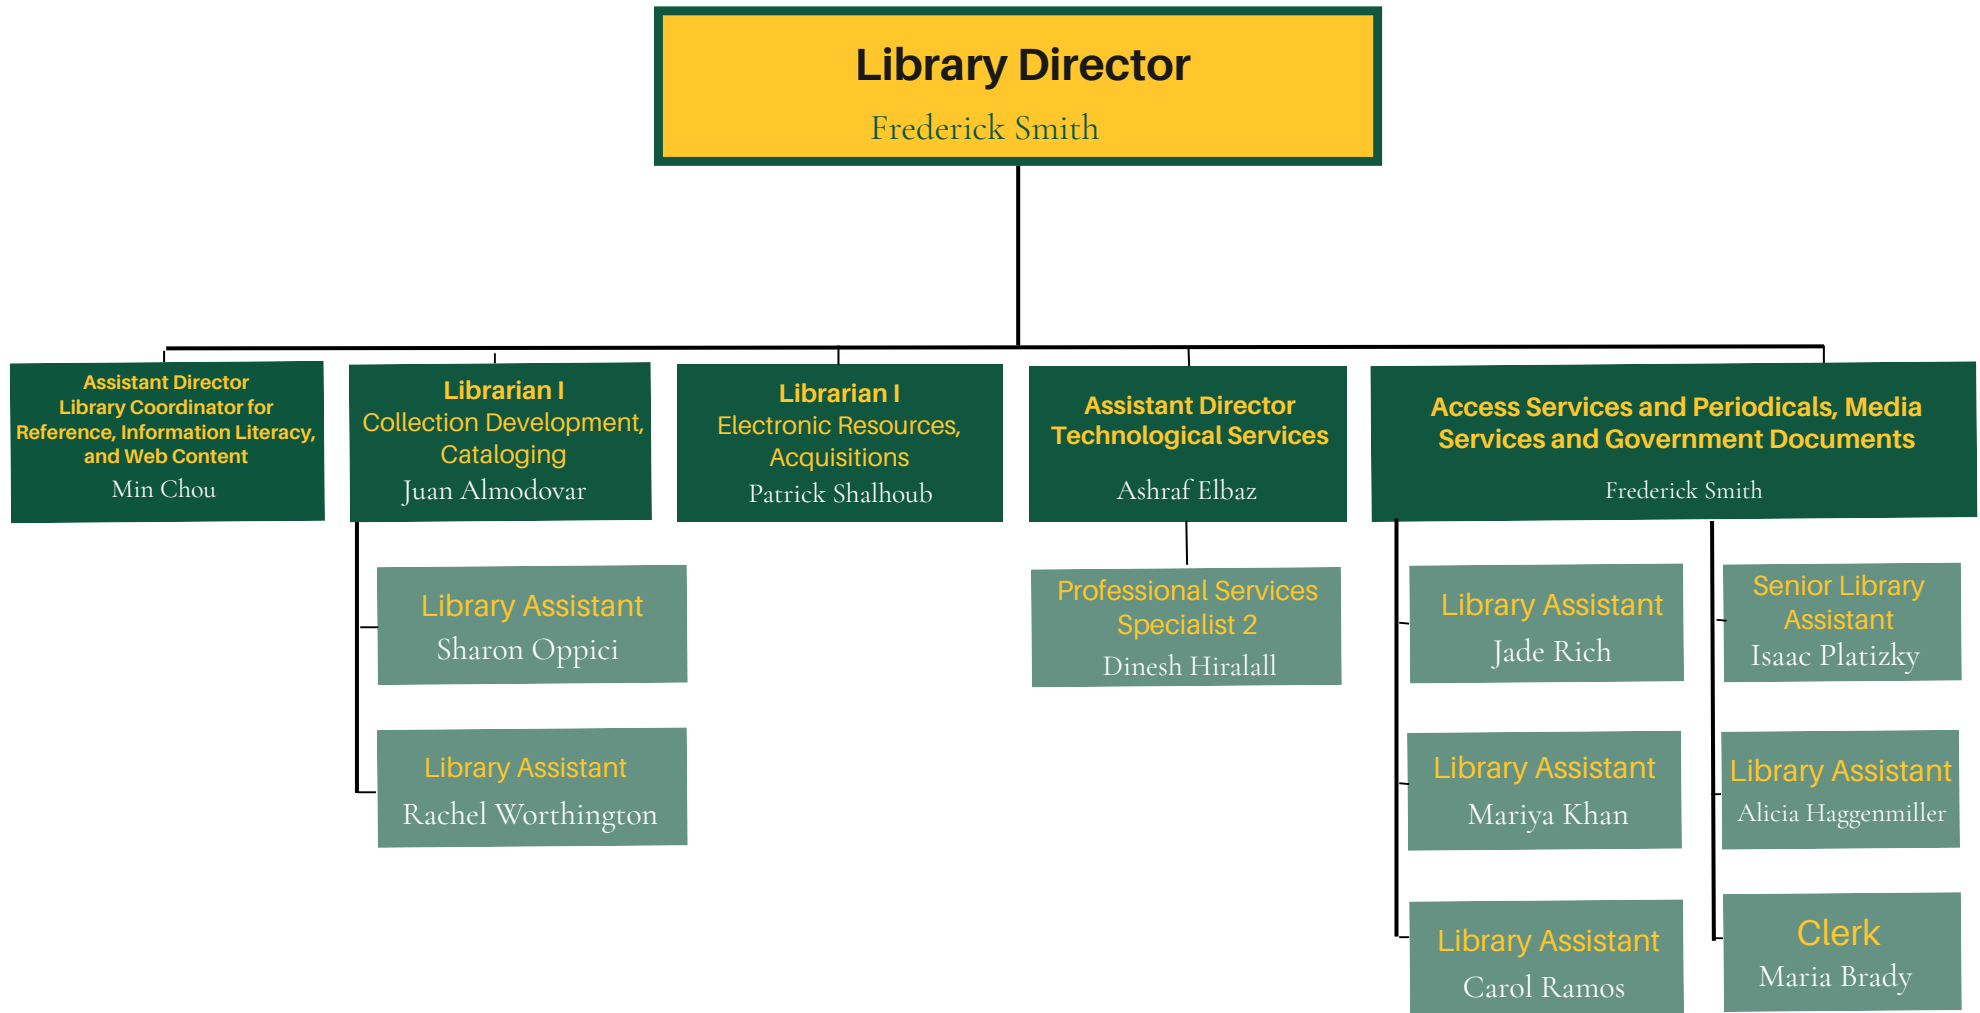 Library Director
Frederick Smith
Assistant Director
Library Coordinator for
Reference, Information Literacy,
and Web Content
Min Chou
Librarian I
Collection Development,
Cataloging
Juan Almodovar
Librarian I
Electronic Resources,
Acquisitions
Patrick Shalhoub
Assistant Director
Technological Services
Ashraf Elbaz
Access Services and Periodicals, Media
Services and Government Documents
Frederick Smith
Library Assistant
Sharon Oppici
Library Assistant
Rachel Worthington
Professional Services
Specialist 2
Dinesh Hiralall
Library Assistant
Jade Rich
Library Assistant
Mariya Khan
Library Assistant
Carol Ramos
Senior Library
Assistant
Isaac Platizky
Library Assistant
Alicia Haggenmiller
Clerk
Maria Brady